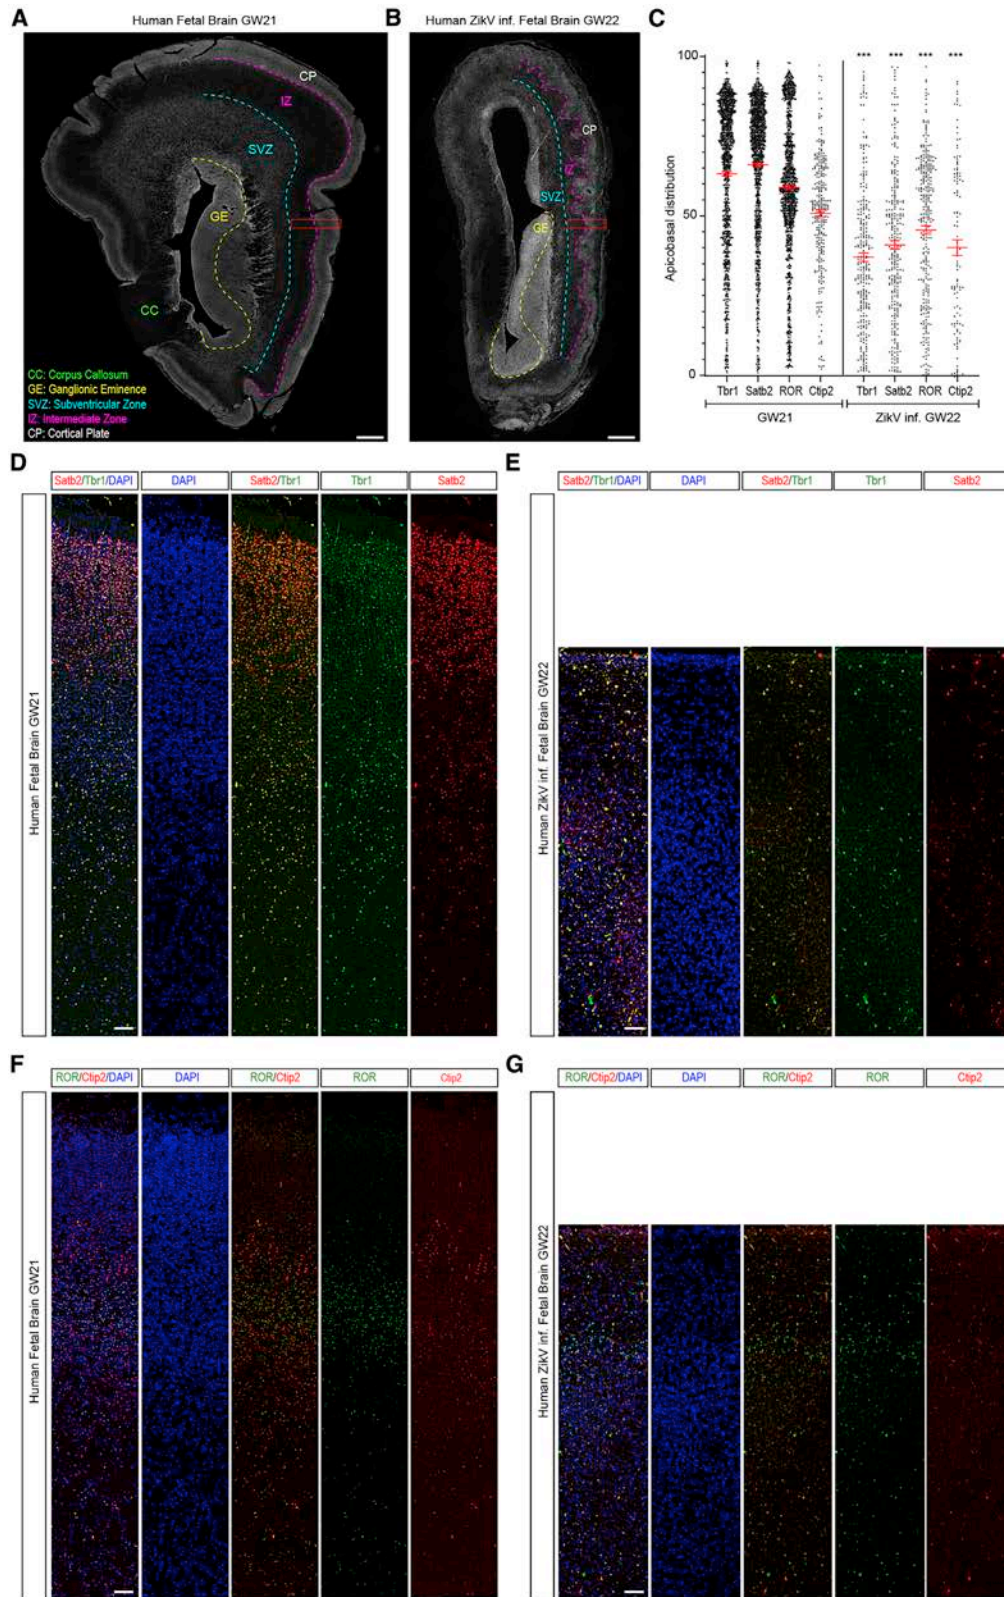 A
Human Fetal Brain GW21
CP
IZ
SVZ
GE
CC
CC: Corpus Callosum
GE: Ganglionic Eminence
SVZ: Subventricular Zone
IZ: Intermediate Zone
CP: Cortical Plate
B
Human ZikV inf. Fetal Brain GW22
CP
IZ
SVZ
GE
C
Apicobasal distribution
100
50
0
*** *** *** ***
Tbr1 Satb2 ROR Ctip2 Tbr1 Satb2 ROR Ctip2
GW21 ZikV inf. GW22
D
Satb2/Tbr1/DAPI DAPI Satb2/Tbr1 Tbr1 Satb2
Human Fetal Brain GW21
E
Satb2/Tbr1/DAPI DAPI Satb2/Tbr1 Tbr1 Satb2
Human ZikV inf. Fetal Brain GW22
F
ROR/Ctip2/DAPI DAPI ROR/Ctip2 ROR Ctip2
Human Fetal Brain GW21
G
ROR/Ctip2/DAPI DAPI ROR/Ctip2 ROR Ctip2
Human ZikV inf. Fetal Brain GW22